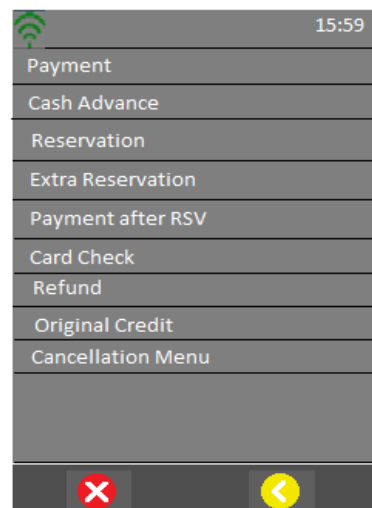 15:59
Payment
Cash Advance
Reservation
Extra Reservation
Payment after RSV
Card Check
Refund
Original Credit
Cancellation Menu